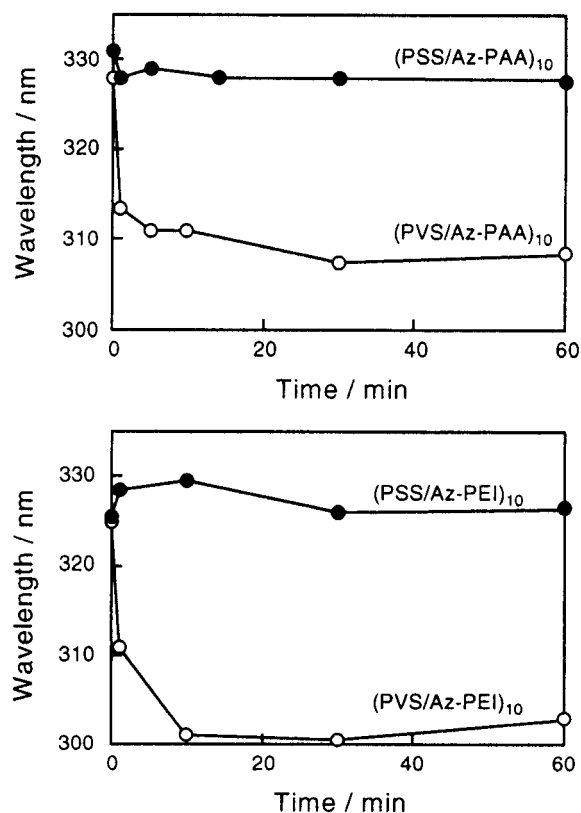 Wavelength / nm
330
320
310
300
(PSS/Az-PAA)10
(PVS/Az-PAA)10
0
20
40
60
Time / min
Wavelength / nm
330
320
310
300
(PSS/Az-PEI)10
(PVS/Az-PEI)10
0
20
40
60
Time / min